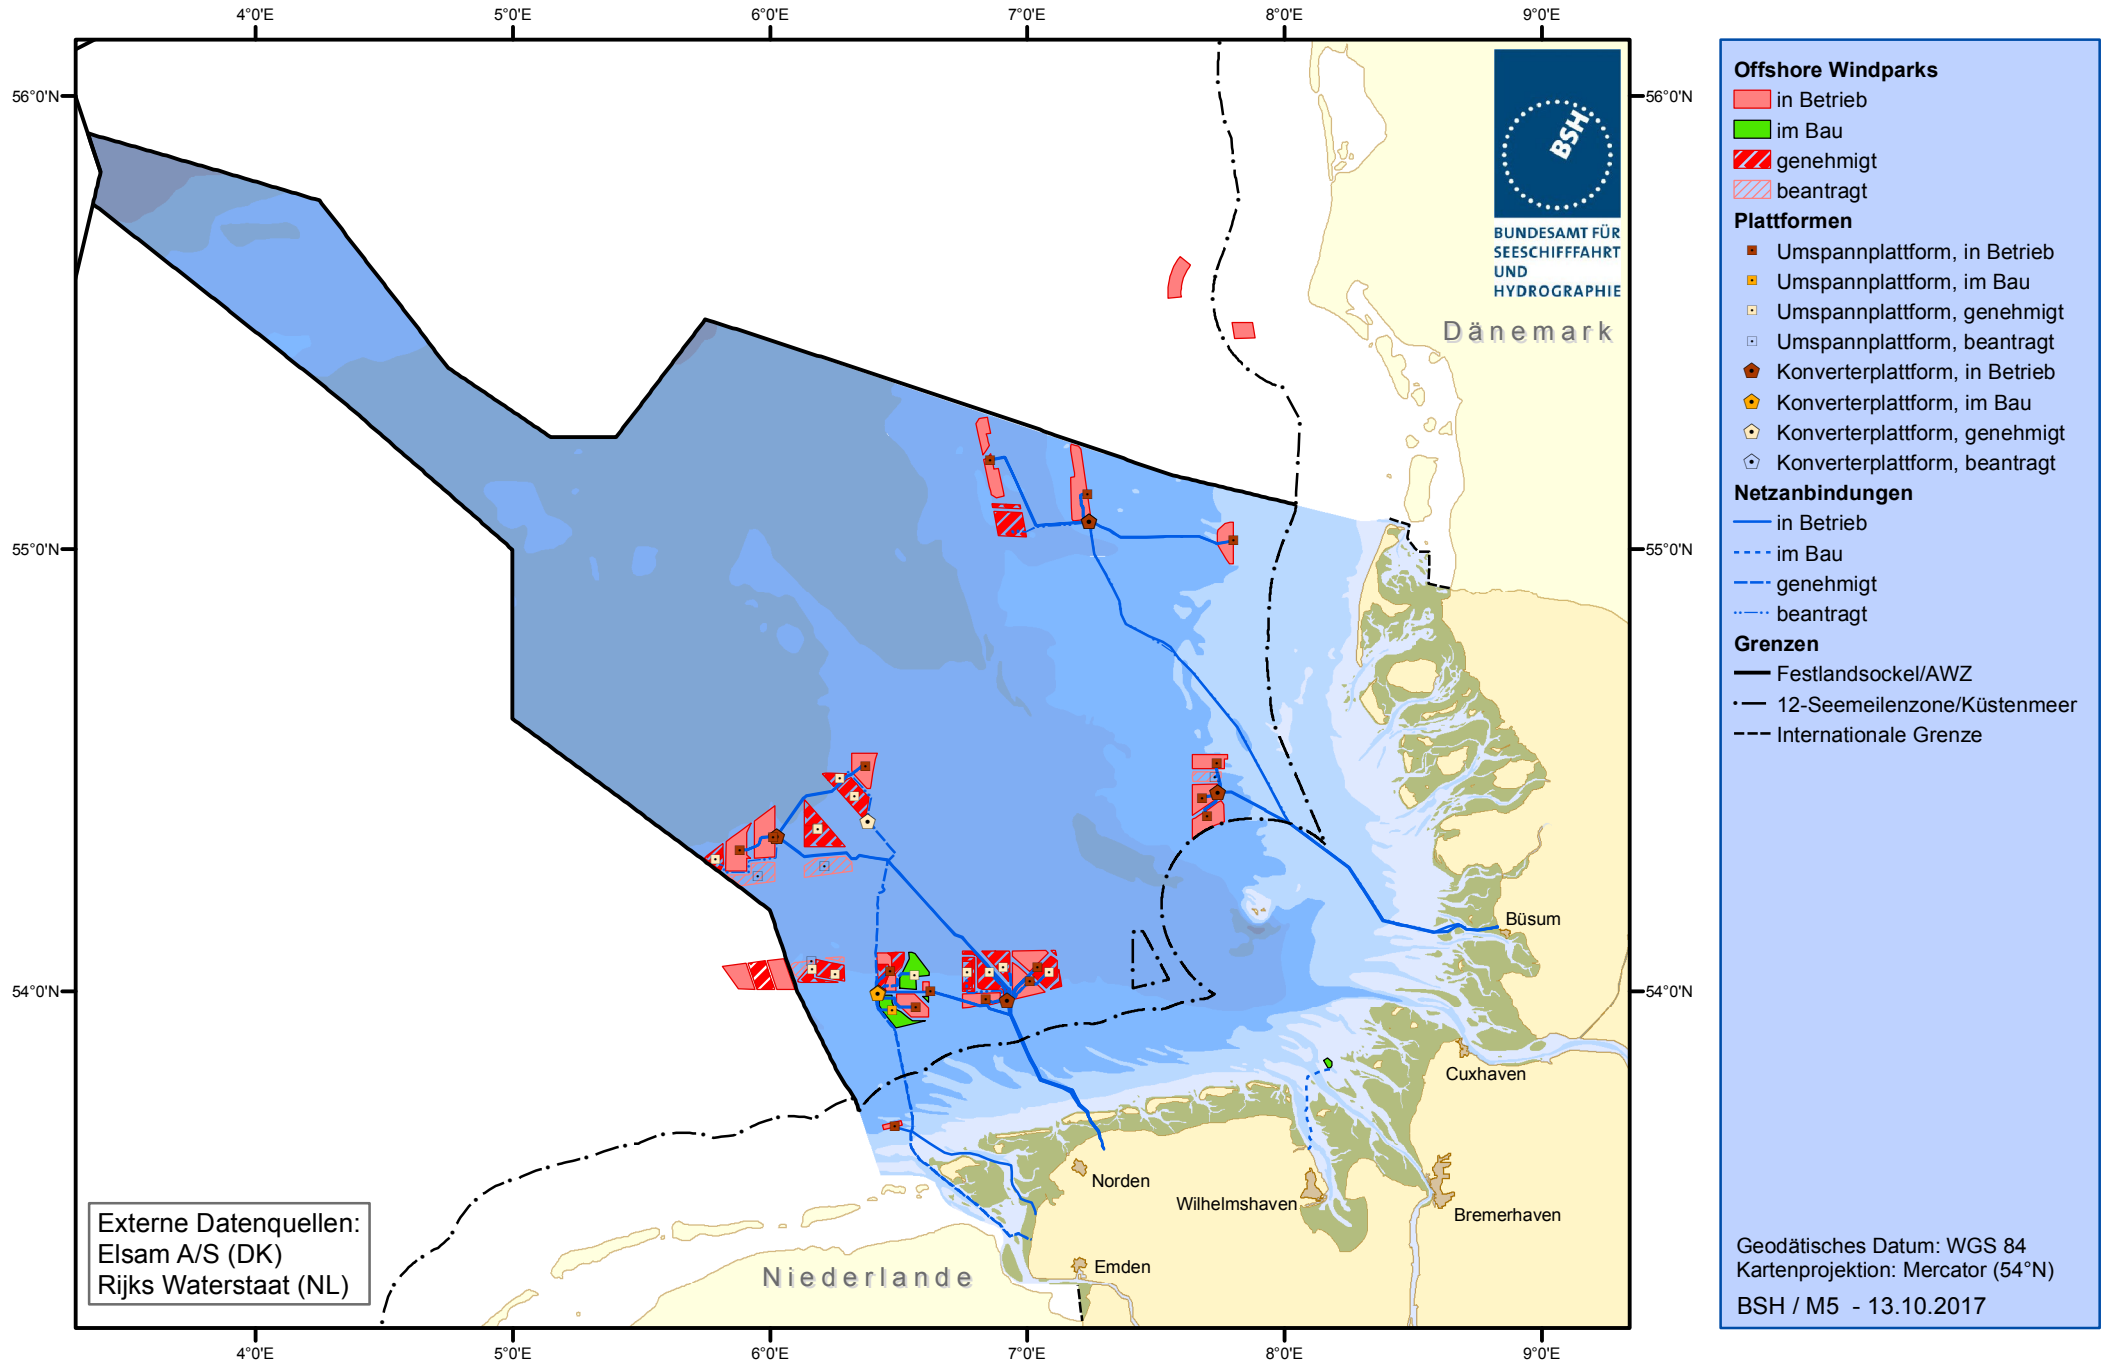 4°0'E 5°0'E 6°0'E 7°0'E 8°0'E 9°0'E
56°0'N 56°0'N
55°0'N 55°0'N
54°0'N 54°0'N
BSH
BUNDESAMT FÜR
SEESCHIFFFAHRT
UND
HYDROGRAPHIE
Dänemark
Büsum
Cuxhaven
Norden
Wilhelmshaven
Bremerhaven
Emden
Niederlande
Externe Datenquellen:
Elsam A/S (DK)
Rijks Waterstaat (NL)
4°0'E 5°0'E 6°0'E 7°0'E 8°0'E 9°0'E
Offshore Windparks
in Betrieb
im Bau
genehmigt
beantragt
Plattformen
Umspannplattform, in Betrieb
Umspannplattform, im Bau
Umspannplattform, genehmigt
Umspannplattform, beantragt
Konverterplattform, in Betrieb
Konverterplattform, im Bau
Konverterplattform, genehmigt
Konverterplattform, beantragt
Netzanbindungen
in Betrieb
im Bau
genehmigt
beantragt
Grenzen
Festlandsockel/AWZ
12-Seemeilenzone/Küstenmeer
Internationale Grenze
Geodätisches Datum: WGS 84
Kartenprojektion: Mercator (54°N)
BSH / M5 - 13.10.2017